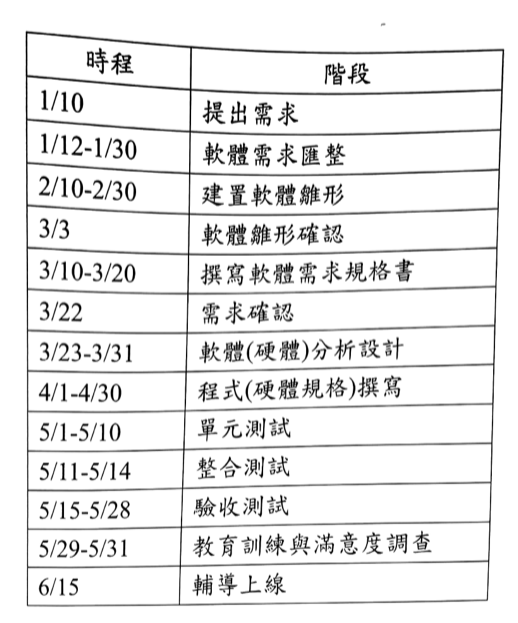 時程 階段
1/10 提出需求
1/12-1/30 軟體需求匯整
2/10-2/30 建置軟體雛形
3/3 軟體雛形確認
3/10-3/20 撰寫軟體需求規格書
3/22 需求確認
3/23-3/31 軟體(硬體)分析設計
4/1-4/30 程式(硬體規格)撰寫
5/1-5/10 單元測試
5/11-5/14 整合測試
5/15-5/28 驗收測試
5/29-5/31 教育訓練與滿意度調查
6/15 輔導上線